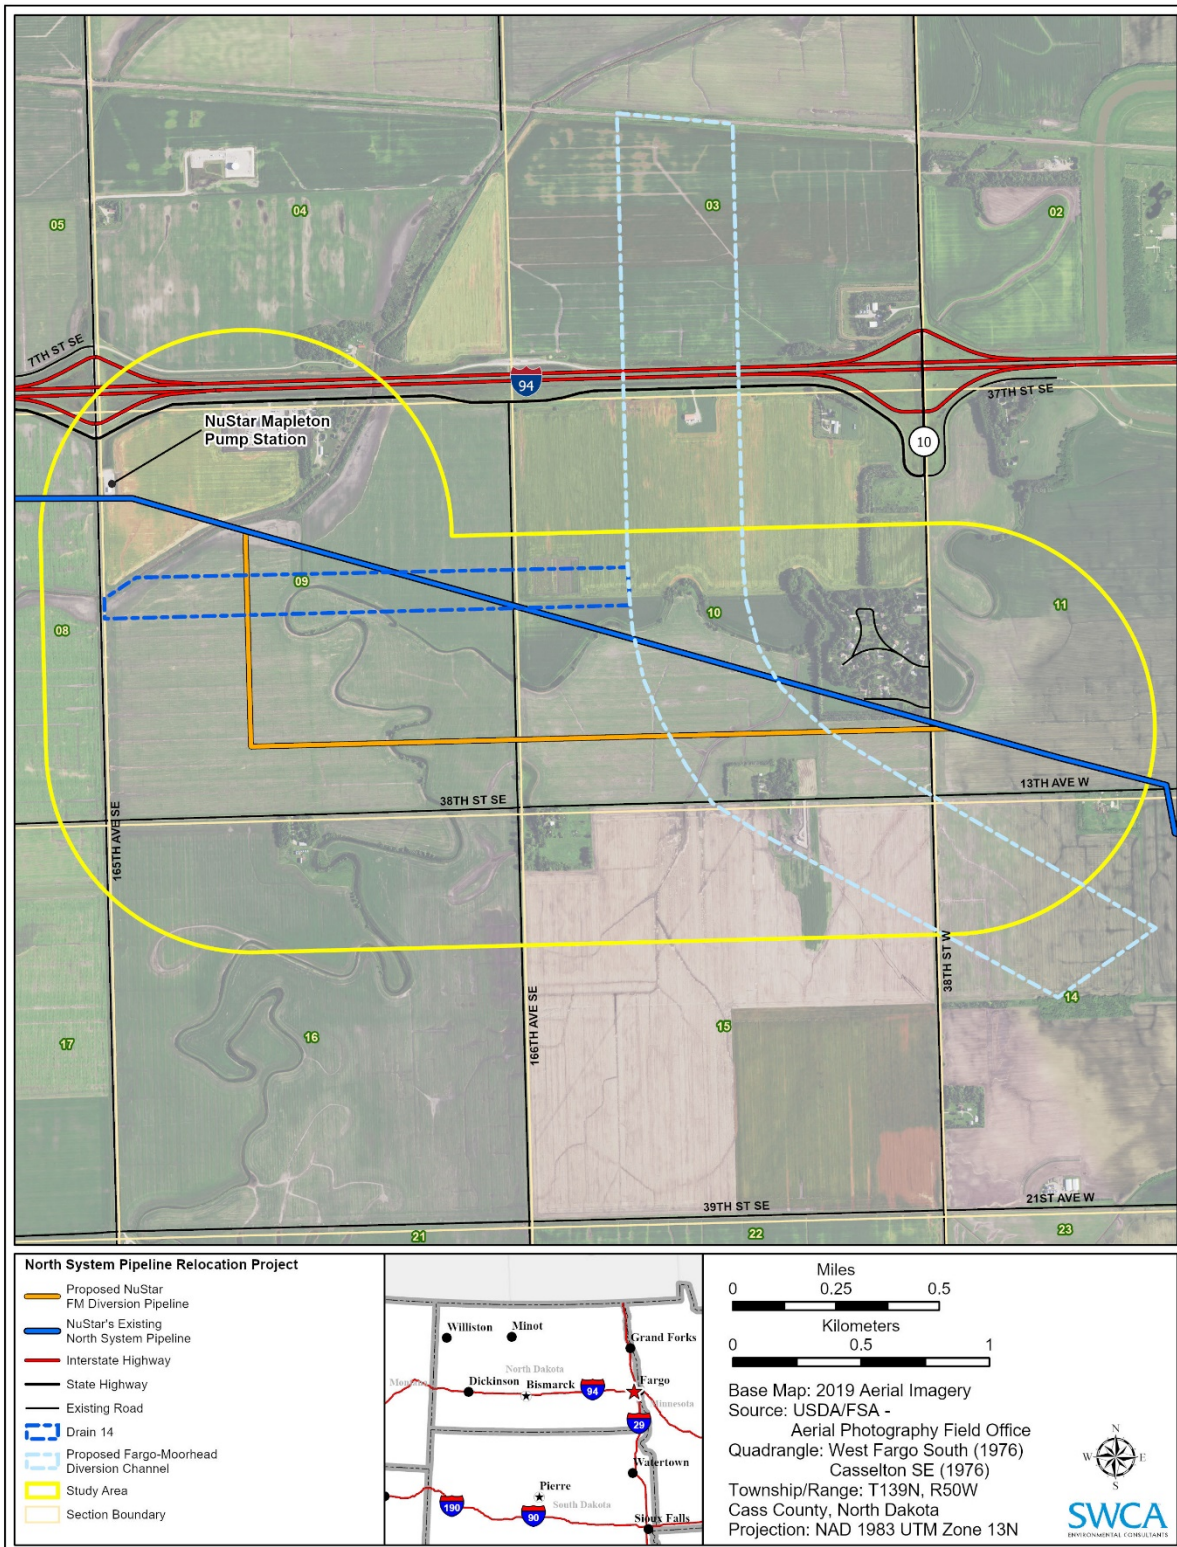 03
04
02
05
7TH ST SE
94
37TH ST SE
NuStar Mapleton
Pump Station
10
09
11
10
08
13TH AVE W
38TH ST SE
165TH AVE SE
38TH ST W
14
166TH AVE SE
15
16
17
39TH ST SE
21ST AVE W
21
22
23
North System Pipeline Relocation Project
Proposed NuStar
FM Diversion Pipeline
NuStar's Existing
North System Pipeline
Interstate Highway
State Highway
Existing Road
Drain 14
Proposed Fargo-Moorhead
Diversion Channel
Study Area
Section Boundary
Williston
Minot
Grand Forks
North Dakota
Dickinson
Bismarck
94
Fargo
29
Watertown
Pierre
South Dakota
190
90
Sioux Falls
Miles
0 0.25 0.5
Kilometers
0 0.5 1
Base Map: 2019 Aerial Imagery
Source: USDA/FSA -
Aerial Photography Field Office
Quadrangle: West Fargo South (1976)
Casselton SE (1976)
Township/Range: T139N, R50W
Cass County, North Dakota
Projection: NAD 1983 UTM Zone 13N
N
W E
S
SWCA
ENVIRONMENTAL CONSULTANTS